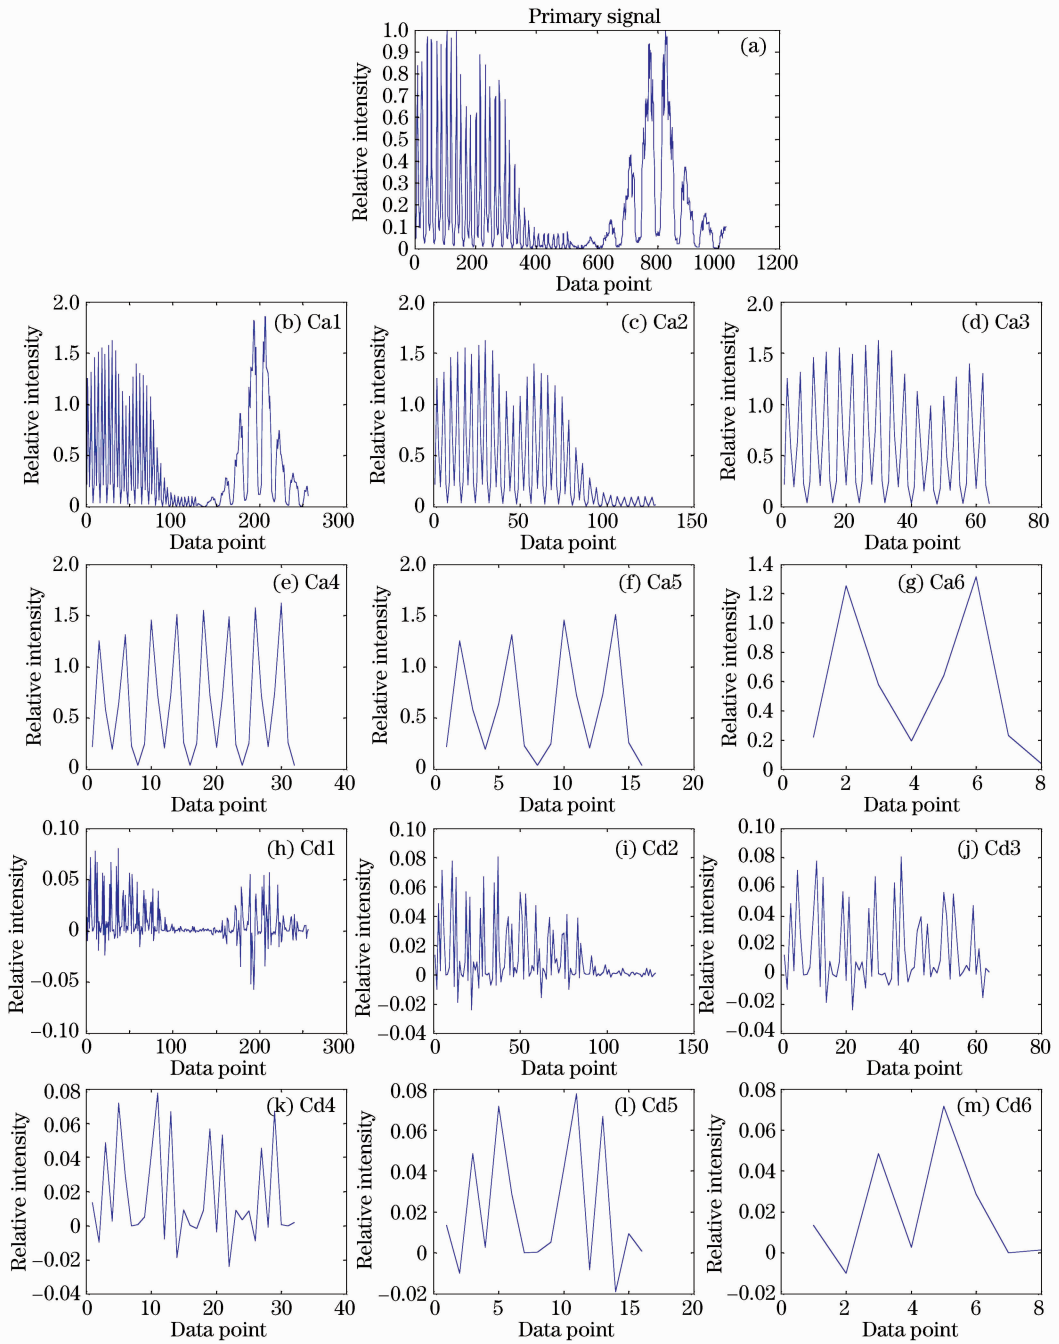 Primary signal
(a)
Relative intensity
1.0
0.9
0.8
0.7
0.6
0.5
0.4
0.3
0.2
0.1
0
0 200 400 600 800 1000 1200
Data point
(b) Ca1
Relative intensity
2.0
1.5
1.0
0.5
0
0 100 200 300
Data point
(c) Ca2
Relative intensity
2.0
1.5
1.0
0.5
0
0 50 100 150
Data point
(d) Ca3
Relative intensity
2.0
1.5
1.0
0.5
0
0 20 40 60 80
Data point
(e) Ca4
Relative intensity
2.0
1.5
1.0
0.5
0
0 10 20 30 40
Data point
(f) Ca5
Relative intensity
2.0
1.5
1.0
0.5
0
0 5 10 15 20
Data point
(g) Ca6
Relative intensity
1.4
1.2
1.0
0.8
0.6
0.4
0.2
0
0 2 4 6 8
Data point
(h) Cd1
Relative intensity
0.10
0.05
0
−0.05
−0.10
0 100 200 300
Data point
(i) Cd2
Relative intensity
0.10
0.08
0.06
0.04
0.02
0
−0.02
−0.04
0 50 100 150
Data point
(j) Cd3
Relative intensity
0.10
0.08
0.06
0.04
0.02
0
−0.02
−0.04
0 20 40 60 80
Data point
(k) Cd4
Relative intensity
0.08
0.06
0.04
0.02
0
−0.02
−0.04
0 10 20 30 40
Data point
(l) Cd5
Relative intensity
0.08
0.06
0.04
0.02
0
−0.02
0 5 10 15 20
Data point
(m) Cd6
Relative intensity
0.08
0.06
0.04
0.02
0
−0.02
0 2 4 6 8
Data point